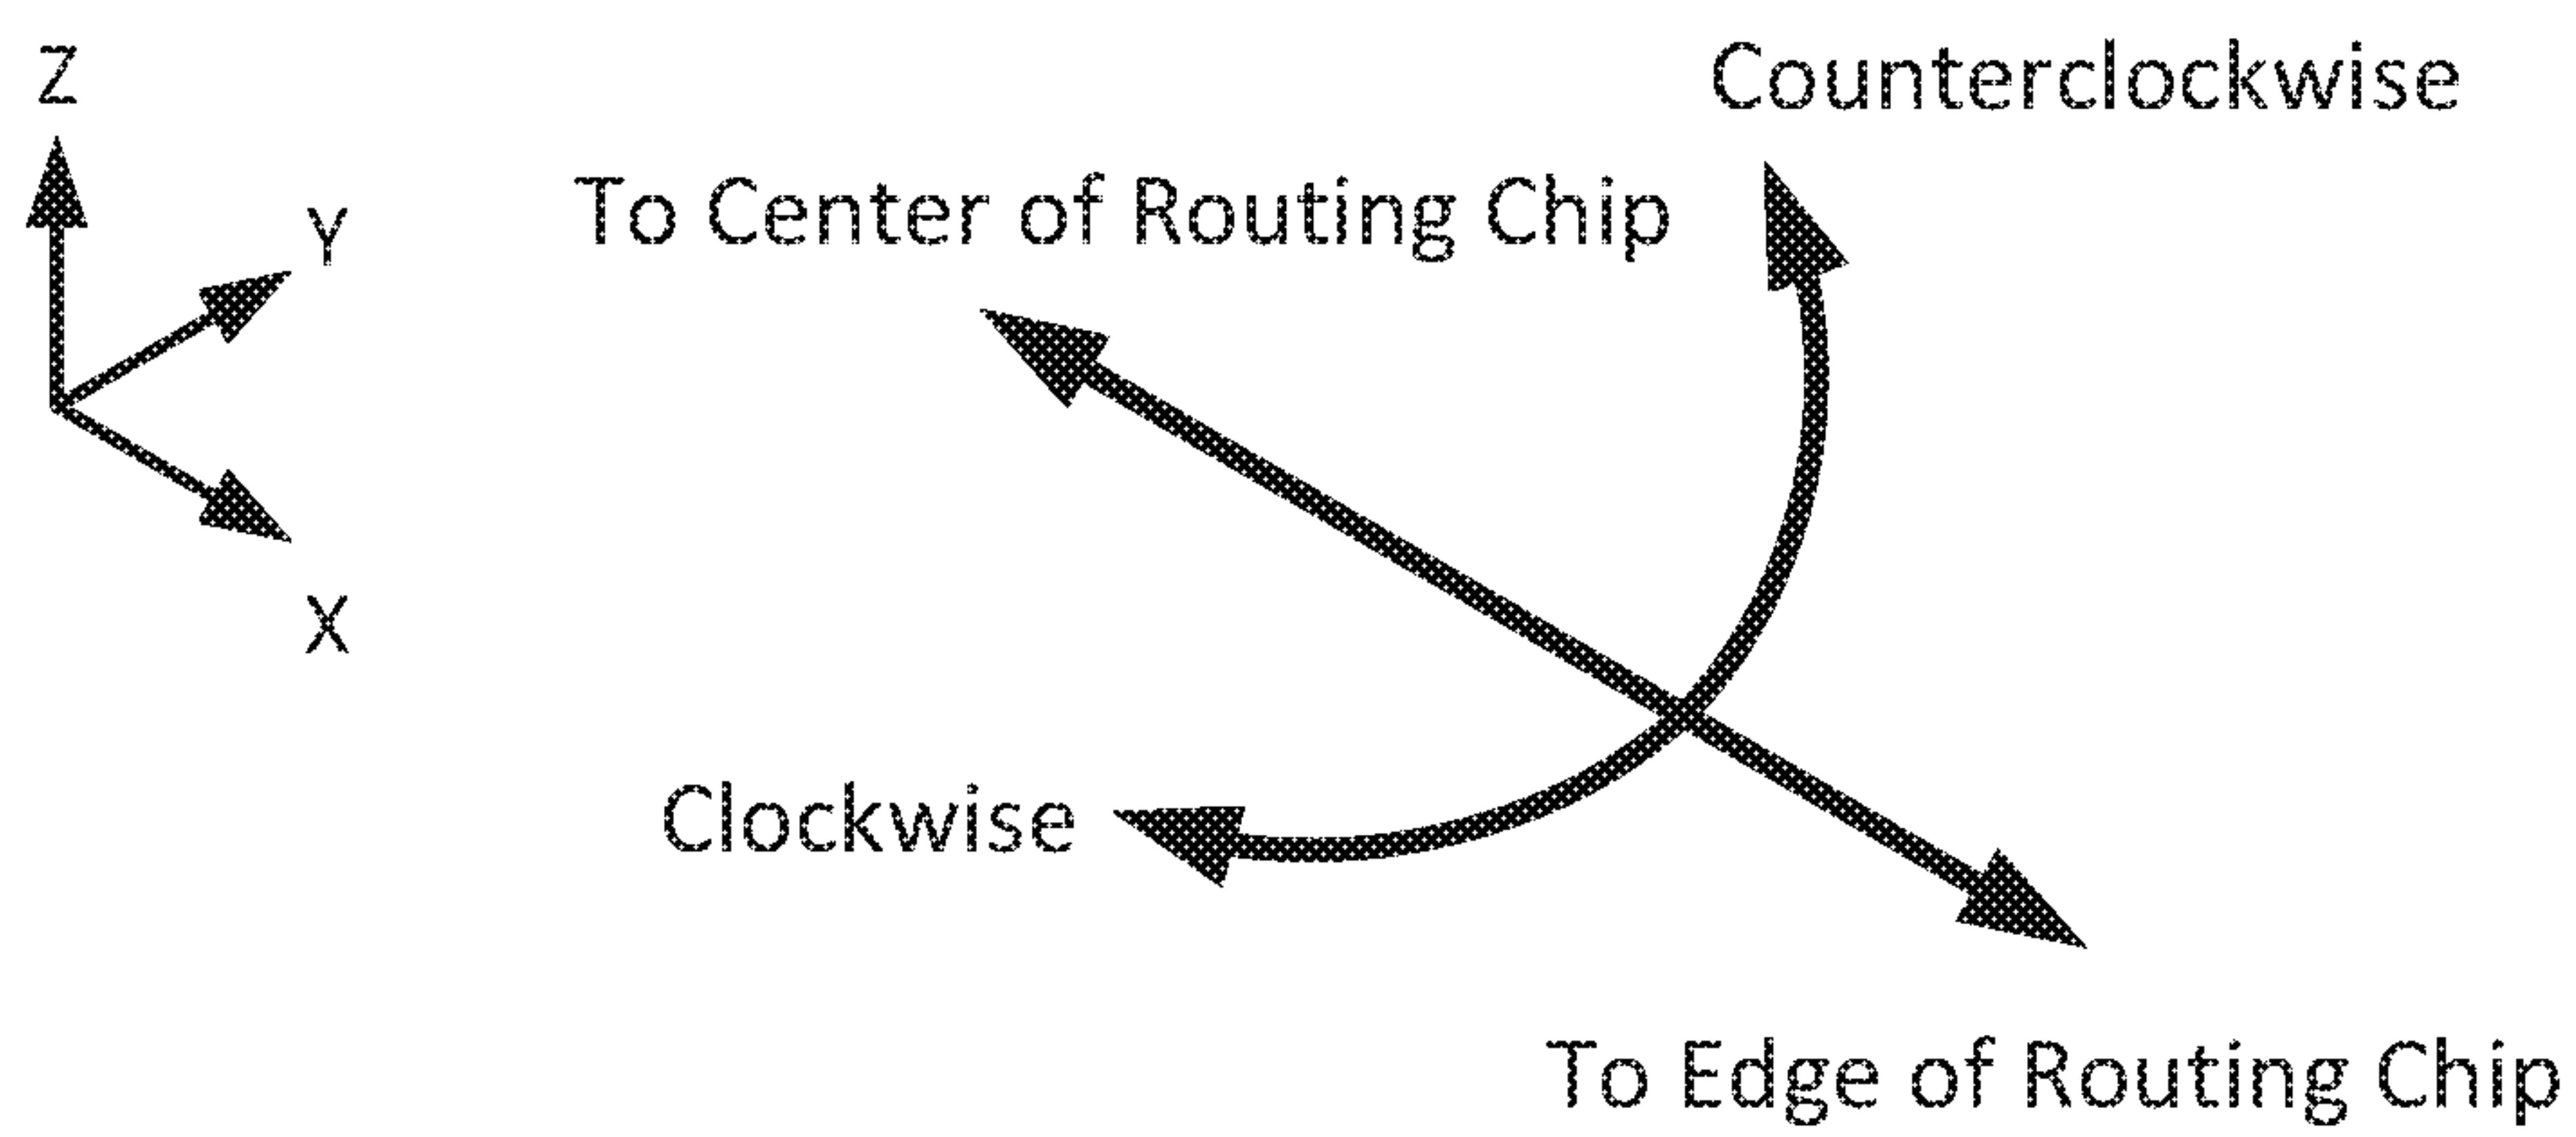 Z
Counterclockwise
To Center of Routing Chip
Y
X
Clockwise
To Edge of Routing Chip